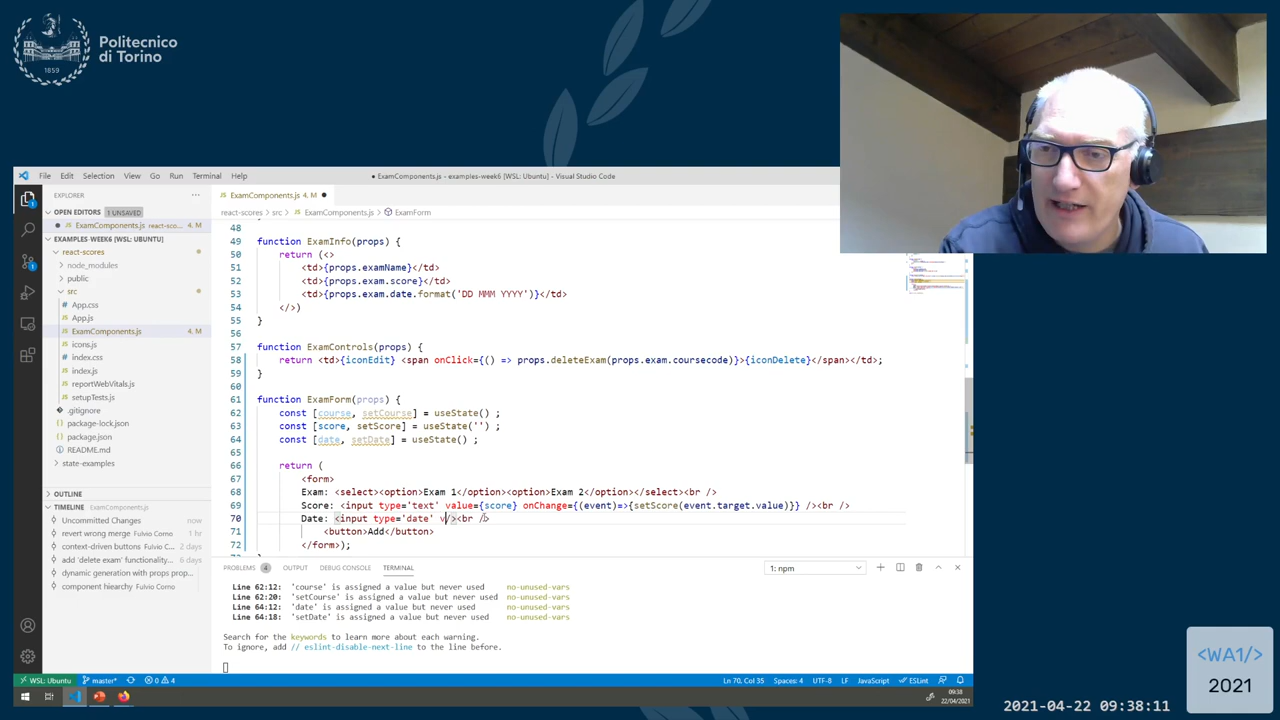 Politecnico
di Torino
1859
File Edit Selection View Go Run Terminal Help
● ExamComponents.js - examples-week6 [WSL: Ubuntu] - Visual Studio Code
EXPLORER
OPEN EDITORS 1 UNSAVED
ExamComponents.js react-sco... 4, M
EXAMPLES-WEEK6 [WSL: UBUNTU]
react-scores
node_modules
public
src
App.css
App.js
ExamComponents.js 4, M
icons.js
index.css
index.js
reportWebVitals.js
setupTests.js
.gitignore
package-lock.json
package.json
README.md
state-examples
OUTLINE
TIMELINE ExamComponents.js
Uncommitted Changes
revert wrong merge Fulvio Corno 1 hr
context-driven buttons Fulvio Corno ...
add 'delete exam' functionality... 6 days
dynamic generation with props prop...
component hiearchy Fulvio Corno
ExamComponents.js 4, M ●
react-scores > src > ExamComponents.js > ExamForm
48
49 function ExamInfo(props) {
50 return (<>
51 <td>{props.examName}</td>
52 <td>{props.exam.score}</td>
53 <td>{props.exam.date.format('DD MMM YYYY')}</td>
54 </>)
55 }
56
57 function ExamControls(props) {
58 return <td>{iconEdit} <span onClick={() => props.deleteExam(props.exam.coursecode)}>{iconDelete}</span></td>;
59 }
60
61 function ExamForm(props) {
62 const [course, setCourse] = useState() ;
63 const [score, setScore] = useState('') ;
64 const [date, setDate] = useState() ;
65
66 return (
67 <form>
68 Exam: <select><option>Exam 1</option><option>Exam 2</option></select><br />
69 Score: <input type='text' value={score} onChange={(event)=>{setScore(event.target.value)}} /><br />
70 Date: <input type='date' v/><br />
71 <button>Add</button>
72 </form>);
PROBLEMS 4 OUTPUT DEBUG CONSOLE TERMINAL 1: npm
Line 62:12: 'course' is assigned a value but never used no-unused-vars
Line 62:20: 'setCourse' is assigned a value but never used no-unused-vars
Line 64:12: 'date' is assigned a value but never used no-unused-vars
Line 64:18: 'setDate' is assigned a value but never used no-unused-vars
Search for the keywords to learn more about each warning.
To ignore, add // eslint-disable-next-line to the line before.
WSL: Ubuntu master* 0 4 Ln 70, Col 35 Spaces: 4 UTF-8 LF JavaScript ESLint
09:38
22/04/2021
<WA1/>
2021
2021-04-22 09:38:11